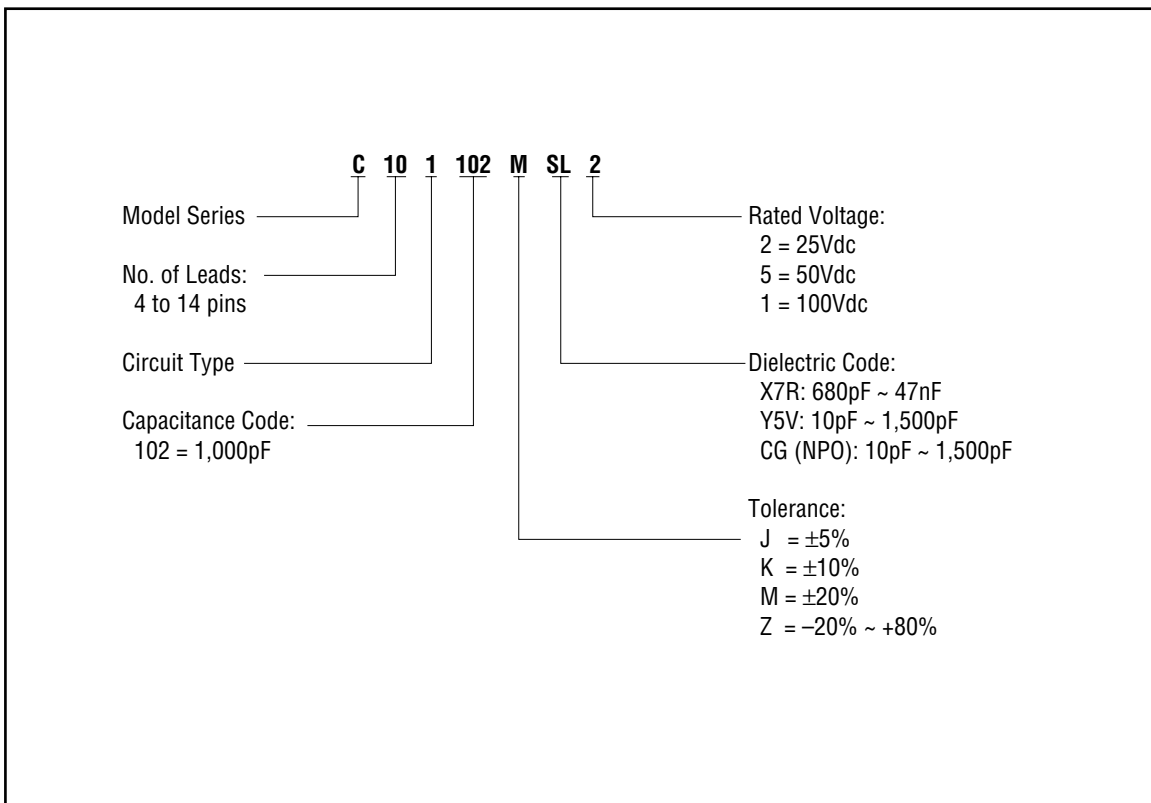 C 10 1 102 M SL 2
Model Series
No. of Leads:
4 to 14 pins
Circuit Type
Capacitance Code:
102 = 1,000pF
Rated Voltage:
2 = 25Vdc
5 = 50Vdc
1 = 100Vdc
Dielectric Code:
X7R: 680pF ~ 47nF
Y5V: 10pF ~ 1,500pF
CG (NPO): 10pF ~ 1,500pF
Tolerance:
J = ±5%
K = ±10%
M = ±20%
Z = –20% ~ +80%